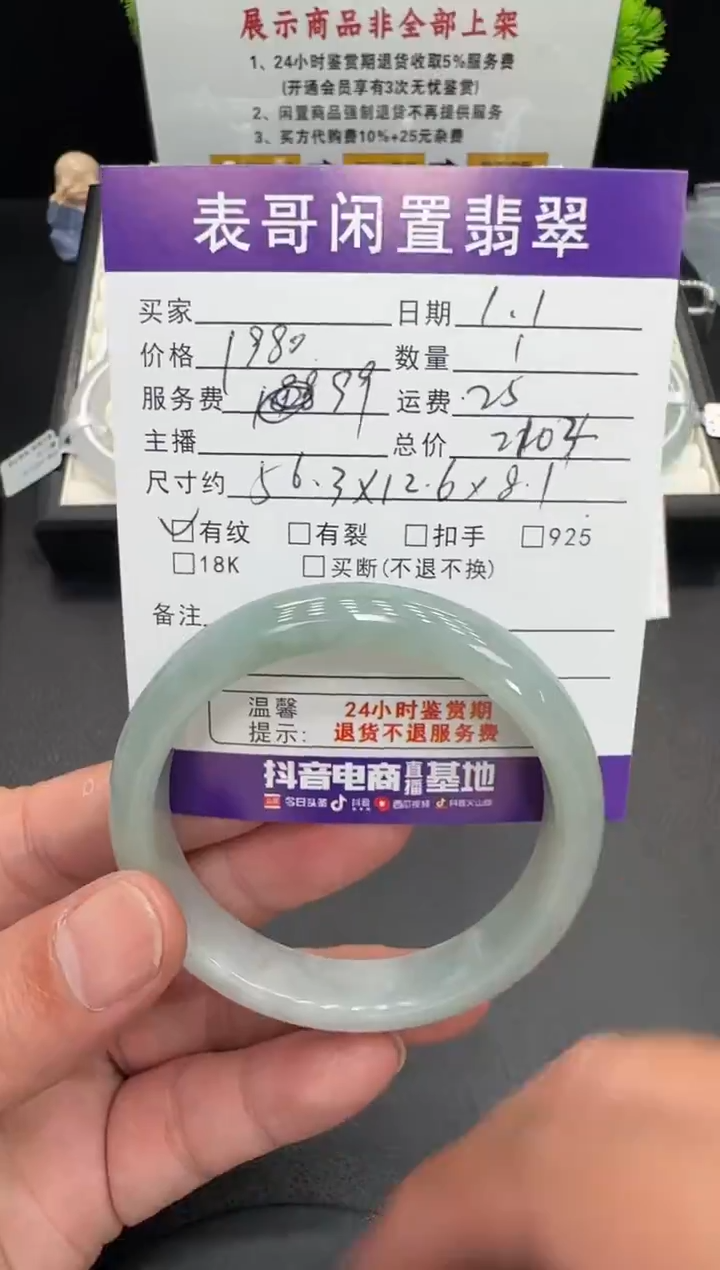 展示商品非全部上架
1、24小时鉴赏期退货收取5%服务费
(开通会员享有3次无忧鉴赏)
2、闲置商品强制退货不再提供服务
3、买方代购费10%+25元杂费
表哥闲置翡翠
买家 日期 1.1
价格 1980 数量 1
服务费 99 运费 25
主播 总价 2104
尺寸约 56.3×12.6×8.1
☑有纹 □有裂 □扣手 □925
□18K □买断(不退不换)
备注
温馨 24小时鉴赏期
提示: 退货不退服务费
抖音电商直播基地
今日头条 抖音 西瓜视频 抖音火山版